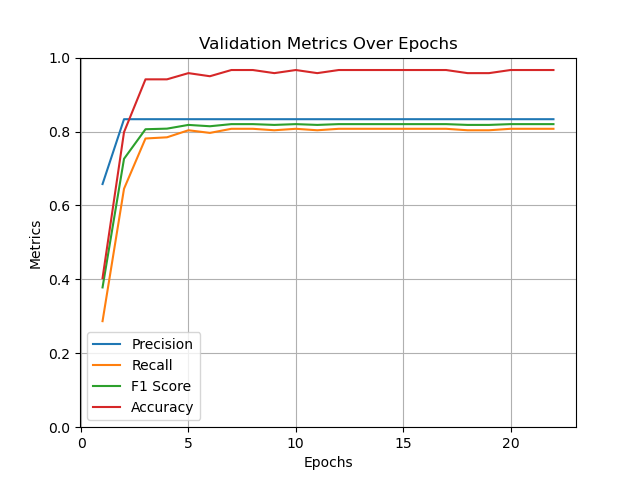 Validation Metrics Over Epochs
1.0
0.8
0.6
0.4
0.2
0.0
Metrics
Precision
Recall
F1 Score
Accuracy
0 5 10 15 20
Epochs